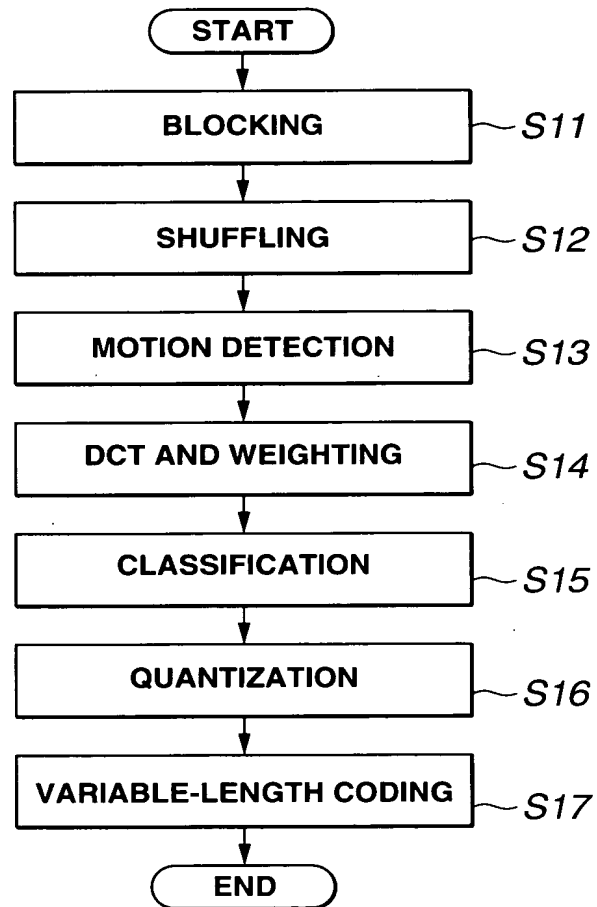 START
BLOCKING
S11
SHUFFLING
S12
MOTION DETECTION
S13
DCT AND WEIGHTING
S14
CLASSIFICATION
S15
QUANTIZATION
S16
VARIABLE-LENGTH CODING
S17
END